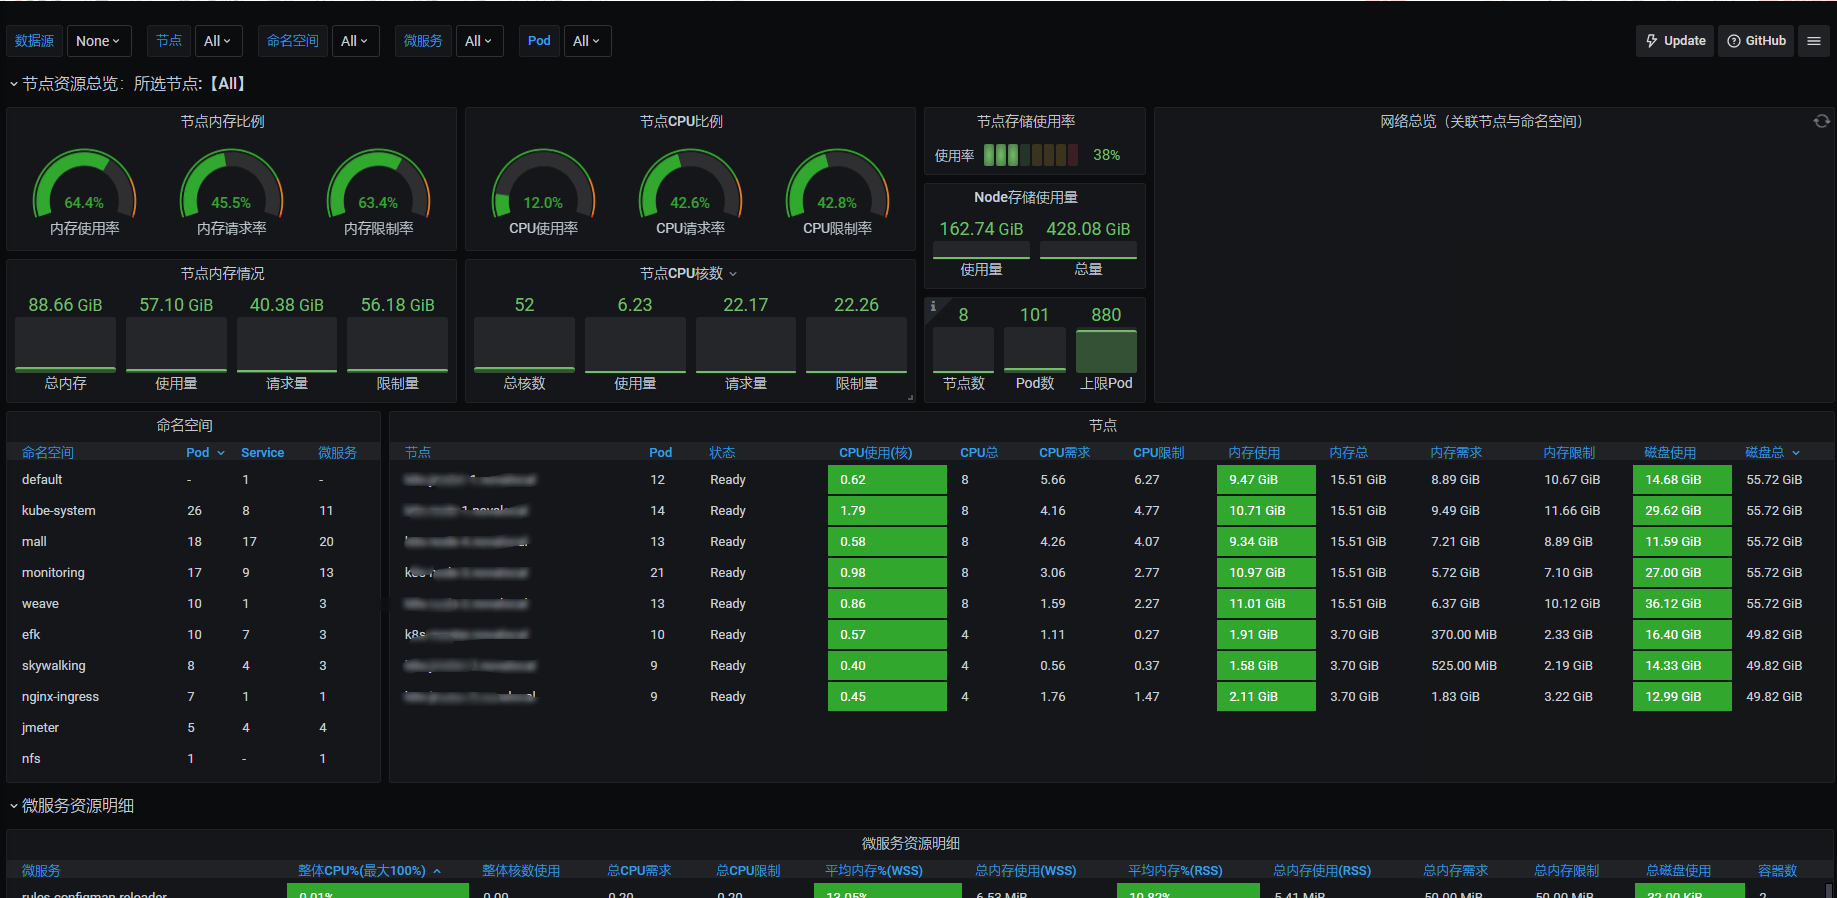 数据源 None 节点 All 命名空间 All 微服务 All Pod All Update GitHub
节点资源总览：所选节点:【All】
节点内存比例
64.4% 45.5% 63.4%
内存使用率 内存请求率 内存限制率
节点CPU比例
12.0% 42.6% 42.8%
CPU使用率 CPU请求率 CPU限制率
节点存储使用率
使用率 38%
Node存储使用量
162.74 GiB 428.08 GiB
使用量 总量
网络总览（关联节点与命名空间）
节点内存情况
88.66 GiB 57.10 GiB 40.38 GiB 56.18 GiB
总内存 使用量 请求量 限制量
节点CPU核数
52 6.23 22.17 22.26
总核数 使用量 请求量 限制量
8 101 880
节点数 Pod数 上限Pod
命名空间
命名空间 Pod Service 微服务
default - 1 -
kube-system 26 8 11
mall 18 17 20
monitoring 17 9 13
weave 10 1 3
efk 10 7 3
skywalking 8 4 3
nginx-ingress 7 1 1
jmeter 5 4 4
nfs 1 - 1
节点
节点 Pod 状态 CPU使用(核) CPU总 CPU需求 CPU限制 内存使用 内存总 内存需求 内存限制 磁盘使用 磁盘总
12 Ready 0.62 8 5.66 6.27 9.47 GiB 15.51 GiB 8.89 GiB 10.67 GiB 14.68 GiB 55.72 GiB
14 Ready 1.79 8 4.16 4.77 10.71 GiB 15.51 GiB 9.49 GiB 11.66 GiB 29.62 GiB 55.72 GiB
13 Ready 0.58 8 4.26 4.07 9.34 GiB 15.51 GiB 7.21 GiB 8.89 GiB 11.59 GiB 55.72 GiB
21 Ready 0.98 8 3.06 2.77 10.97 GiB 15.51 GiB 5.72 GiB 7.10 GiB 27.00 GiB 55.72 GiB
13 Ready 0.86 8 1.59 2.27 11.01 GiB 15.51 GiB 6.37 GiB 10.12 GiB 36.12 GiB 55.72 GiB
k8s 10 Ready 0.57 4 1.11 0.27 1.91 GiB 3.70 GiB 370.00 MiB 2.33 GiB 16.40 GiB 49.82 GiB
9 Ready 0.40 4 0.56 0.37 1.58 GiB 3.70 GiB 525.00 MiB 2.19 GiB 14.33 GiB 49.82 GiB
9 Ready 0.45 4 1.76 1.47 2.11 GiB 3.70 GiB 1.83 GiB 3.22 GiB 12.99 GiB 49.82 GiB
微服务资源明细
微服务资源明细
微服务 整体CPU%(最大100%) 整体核数使用 总CPU需求 总CPU限制 平均内存%(WSS) 总内存使用(WSS) 平均内存%(RSS) 总内存使用(RSS) 总内存需求 总内存限制 总磁盘使用 容器数
rules-configmap-reloader 0.01% 0.00 0.20 0.20 13.05% 6.53 MiB 10.82% 5.41 MiB 50.00 MiB 50.00 MiB 32.00 KiB 2